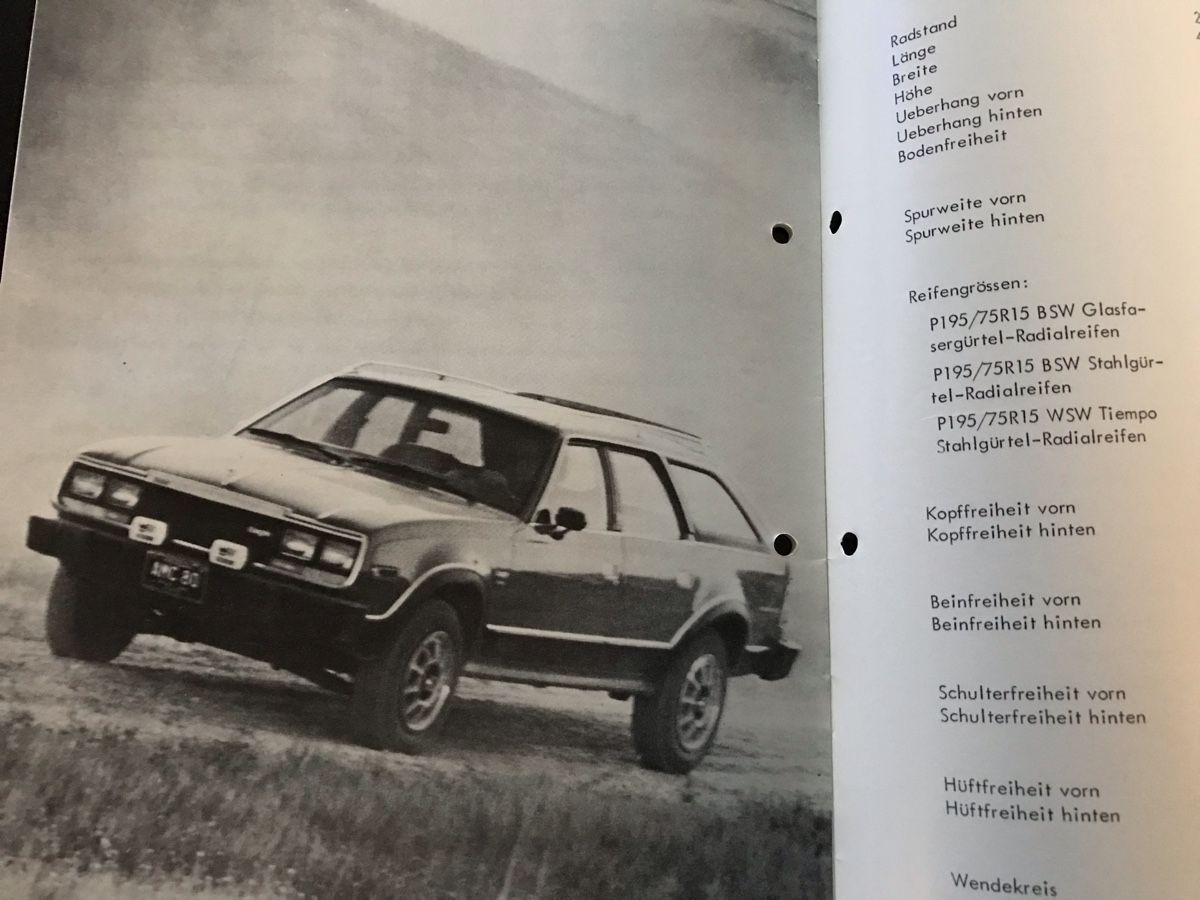 Eagle
AMC 80
Radstand
Länge
Breite
Höhe
Ueberhang vorn
Ueberhang hinten
Bodenfreiheit
Spurweite vorn
Spurweite hinten
Reifengrössen:
P195/75R15 BSW Glasfa-
sergürtel-Radialreifen
P195/75R15 BSW Stahlgür-
tel-Radialreifen
P195/75R15 WSW Tiempo
Stahlgürtel-Radialreifen
Kopffreiheit vorn
Kopffreiheit hinten
Beinfreiheit vorn
Beinfreiheit hinten
Schulterfreiheit vorn
Schulterfreiheit hinten
Hüftfreiheit vorn
Hüftfreiheit hinten
Wendekreis